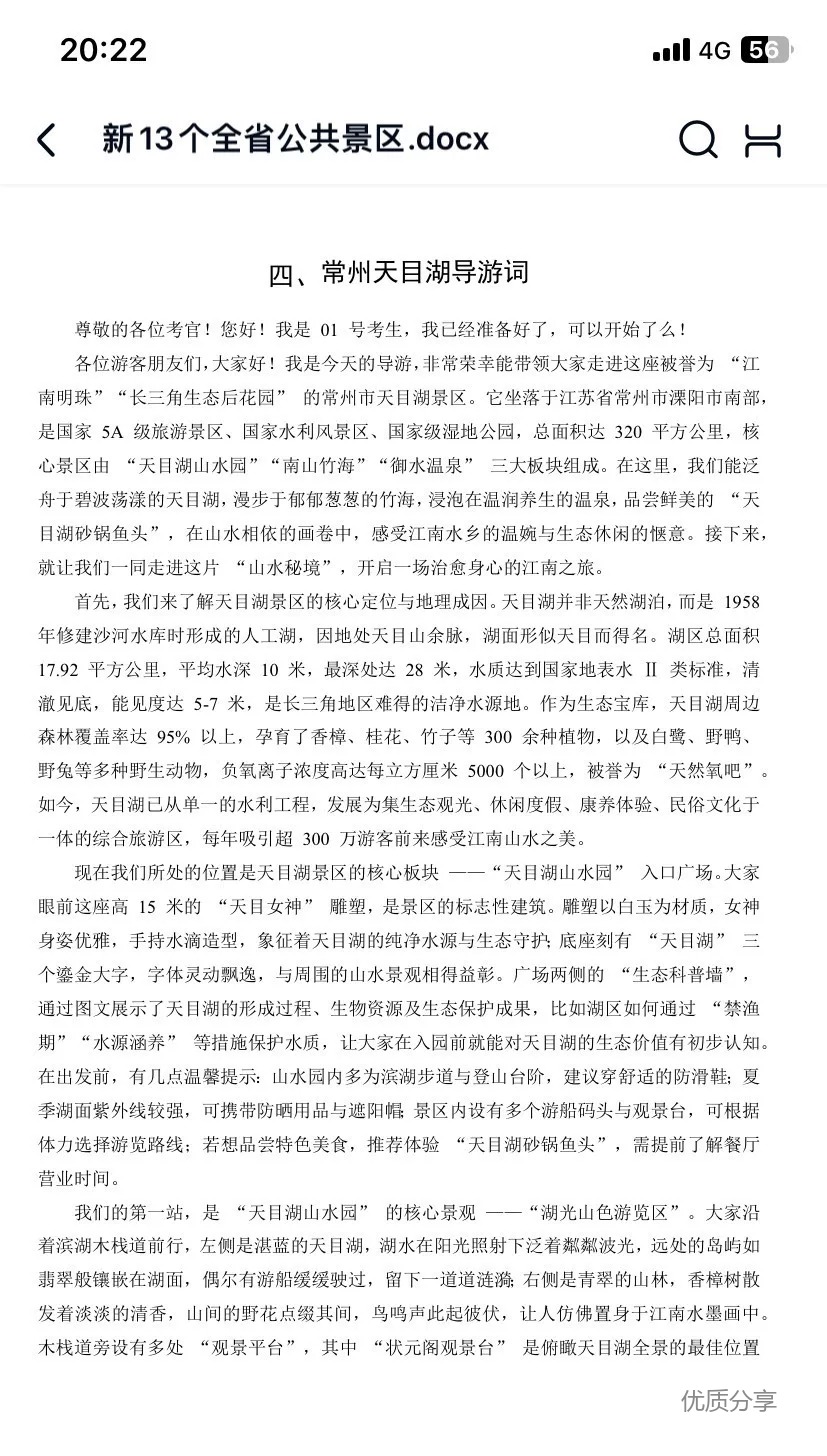 20:22
4G 56
新13个全省公共景区.docx
四、常州天目湖导游词
尊敬的各位考官！您好！我是 01 号考生，我已经准备好了，可以开始了么！
各位游客朋友们，大家好！我是今天的导游，非常荣幸能带领大家走进这座被誉为 “江
南明珠”“长三角生态后花园” 的常州市天目湖景区。它坐落于江苏省常州市溧阳市南部，
是国家 5A 级旅游景区、国家水利风景区、国家级湿地公园，总面积达 320 平方公里，核
心景区由 “天目湖山水园”“南山竹海”“御水温泉” 三大板块组成。在这里，我们能泛
舟于碧波荡漾的天目湖，漫步于郁郁葱葱的竹海，浸泡在温润养生的温泉，品尝鲜美的 “天
目湖砂锅鱼头”，在山水相依的画卷中，感受江南水乡的温婉与生态休闲的惬意。接下来，
就让我们一同走进这片 “山水秘境”，开启一场治愈身心的江南之旅。
首先，我们来了解天目湖景区的核心定位与地理成因。天目湖并非天然湖泊，而是 1958
年修建沙河水库时形成的人工湖，因地处天目山余脉，湖面形似天目而得名。湖区总面积
17.92 平方公里，平均水深 10 米，最深处达 28 米，水质达到国家地表水 Ⅱ 类标准，清
澈见底，能见度达 5-7 米，是长三角地区难得的洁净水源地。作为生态宝库，天目湖周边
森林覆盖率达 95% 以上，孕育了香樟、桂花、竹子等 300 余种植物，以及白鹭、野鸭、
野兔等多种野生动物，负氧离子浓度高达每立方厘米 5000 个以上，被誉为 “天然氧吧”。
如今，天目湖已从单一的水利工程，发展为集生态观光、休闲度假、康养体验、民俗文化于
一体的综合旅游区，每年吸引超 300 万游客前来感受江南山水之美。
现在我们所处的位置是天目湖景区的核心板块 ——“天目湖山水园” 入口广场。大家
眼前这座高 15 米的 “天目女神” 雕塑，是景区的标志性建筑。雕塑以白玉为材质，女神
身姿优雅，手持水滴造型，象征着天目湖的纯净水源与生态守护；底座刻有 “天目湖” 三
个鎏金大字，字体灵动飘逸，与周围的山水景观相得益彰。广场两侧的 “生态科普墙”，
通过图文展示了天目湖的形成过程、生物资源及生态保护成果，比如湖区如何通过 “禁渔
期”“水源涵养” 等措施保护水质，让大家在入园前就能对天目湖的生态价值有初步认知。
在出发前，有几点温馨提示：山水园内多为滨湖步道与登山台阶，建议穿舒适的防滑鞋；夏
季湖面紫外线较强，可携带防晒用品与遮阳帽；景区内设有多个游船码头与观景台，可根据
体力选择游览路线；若想品尝特色美食，推荐体验 “天目湖砂锅鱼头”，需提前了解餐厅
营业时间。
我们的第一站，是 “天目湖山水园” 的核心景观 ——“湖光山色游览区”。大家沿
着滨湖木栈道前行，左侧是湛蓝的天目湖，湖水在阳光照射下泛着粼粼波光，远处的岛屿如
翡翠般镶嵌在湖面，偶尔有游船缓缓驶过，留下一道道涟漪；右侧是青翠的山林，香樟树散
发着淡淡的清香，山间的野花点缀其间，鸟鸣声此起彼伏，让人仿佛置身于江南水墨画中。
木栈道旁设有多处 “观景平台”，其中 “状元阁观景台” 是俯瞰天目湖全景的最佳位置
优质分享